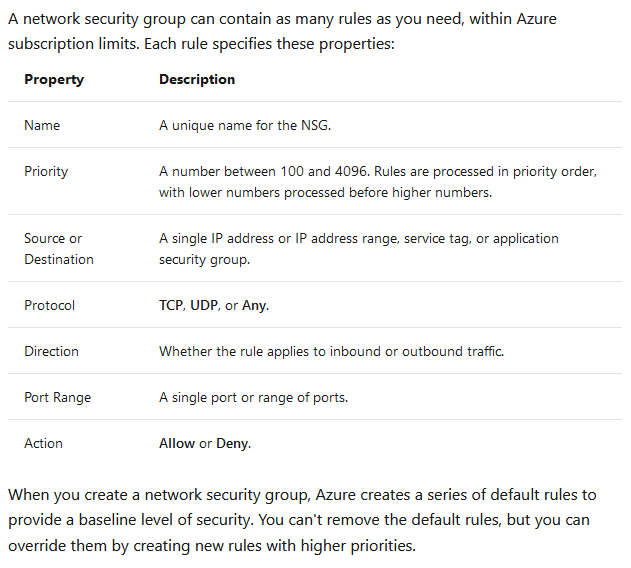 A network security group can contain as many rules as you need, within Azure
subscription limits. Each rule specifies these properties:
Property Description
Name A unique name for the NSG.
Priority A number between 100 and 4096. Rules are processed in priority order,
with lower numbers processed before higher numbers.
Source or A single IP address or IP address range, service tag, or application
Destination security group.
Protocol TCP, UDP, or Any.
Direction Whether the rule applies to inbound or outbound traffic.
Port Range A single port or range of ports.
Action Allow or Deny.
When you create a network security group, Azure creates a series of default rules to
provide a baseline level of security. You can't remove the default rules, but you can
override them by creating new rules with higher priorities.